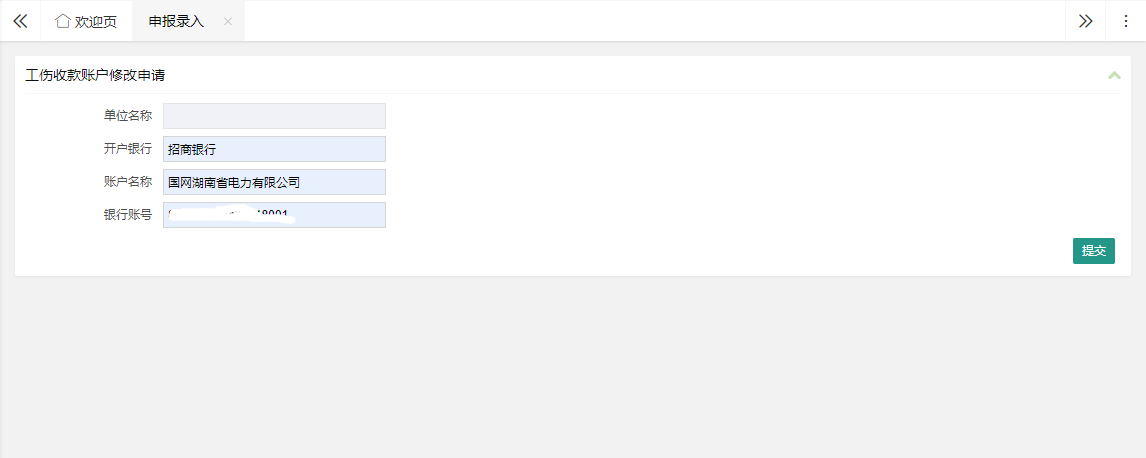 欢迎页 申报录入
工伤收款账户修改申请
单位名称
开户银行 招商银行
账户名称 国网湖南省电力有限公司
银行账号
提交